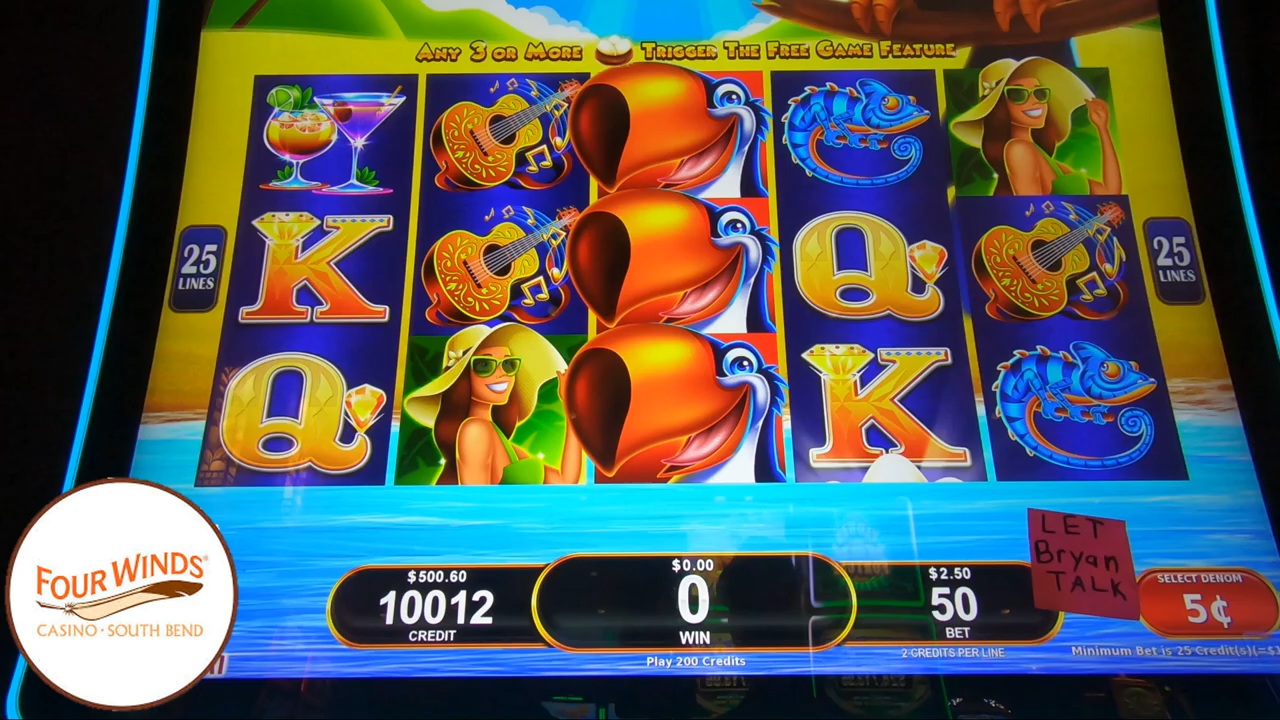 ANY 3 OR MORE TRIGGER THE FREE GAME FEATURE
K
Q
Q
K
25
LINES
25
LINES
LET
Bryan
TALK
$500.60
10012
CREDIT
$0.00
0
WIN
$2.50
50
BET
SELECT DENOM
5¢
Play 200 Credits
2 CREDITS PER LINE
Minimum Bet is 25 Credit(s)(=$
FOUR WINDS®
CASINO · SOUTH BEND